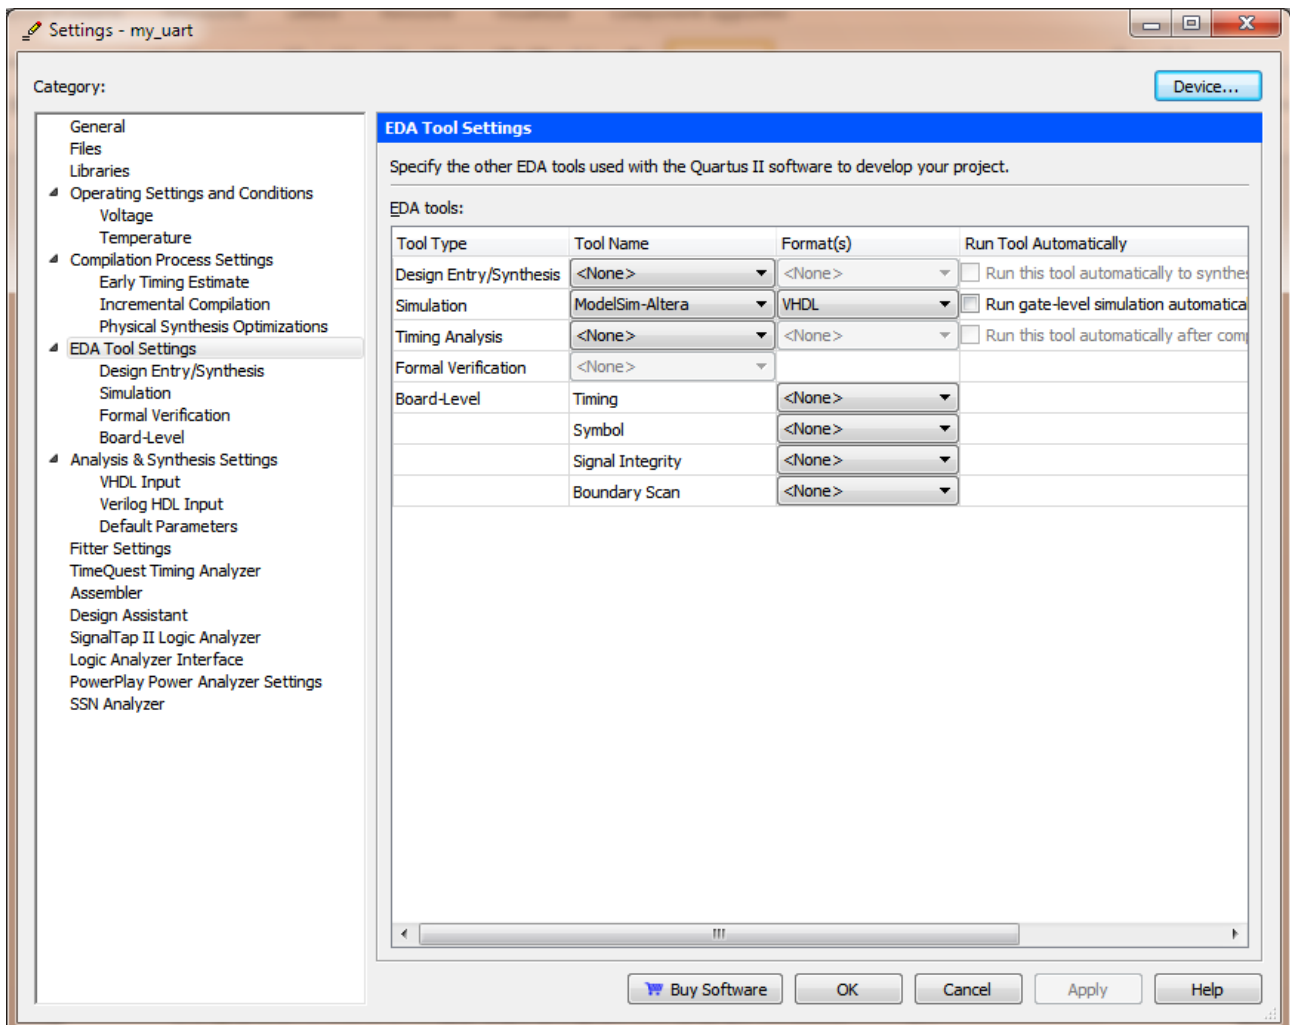 Settings - my_uart
Category:
Device...
General
Files
Libraries
Operating Settings and Conditions
Voltage
Temperature
Compilation Process Settings
Early Timing Estimate
Incremental Compilation
Physical Synthesis Optimizations
EDA Tool Settings
Design Entry/Synthesis
Simulation
Formal Verification
Board-Level
Analysis & Synthesis Settings
VHDL Input
Verilog HDL Input
Default Parameters
Fitter Settings
TimeQuest Timing Analyzer
Assembler
Design Assistant
SignalTap II Logic Analyzer
Logic Analyzer Interface
PowerPlay Power Analyzer Settings
SSN Analyzer
EDA Tool Settings
Specify the other EDA tools used with the Quartus II software to develop your project.
EDA tools:
Tool Type Tool Name Format(s) Run Tool Automatically
Design Entry/Synthesis <None> <None> Run this tool automatically to synthes
Simulation ModelSim-Altera VHDL Run gate-level simulation automatical
Timing Analysis <None> <None> Run this tool automatically after comp
Formal Verification <None>
Board-Level Timing <None>
Symbol <None>
Signal Integrity <None>
Boundary Scan <None>
Buy Software OK Cancel Apply Help